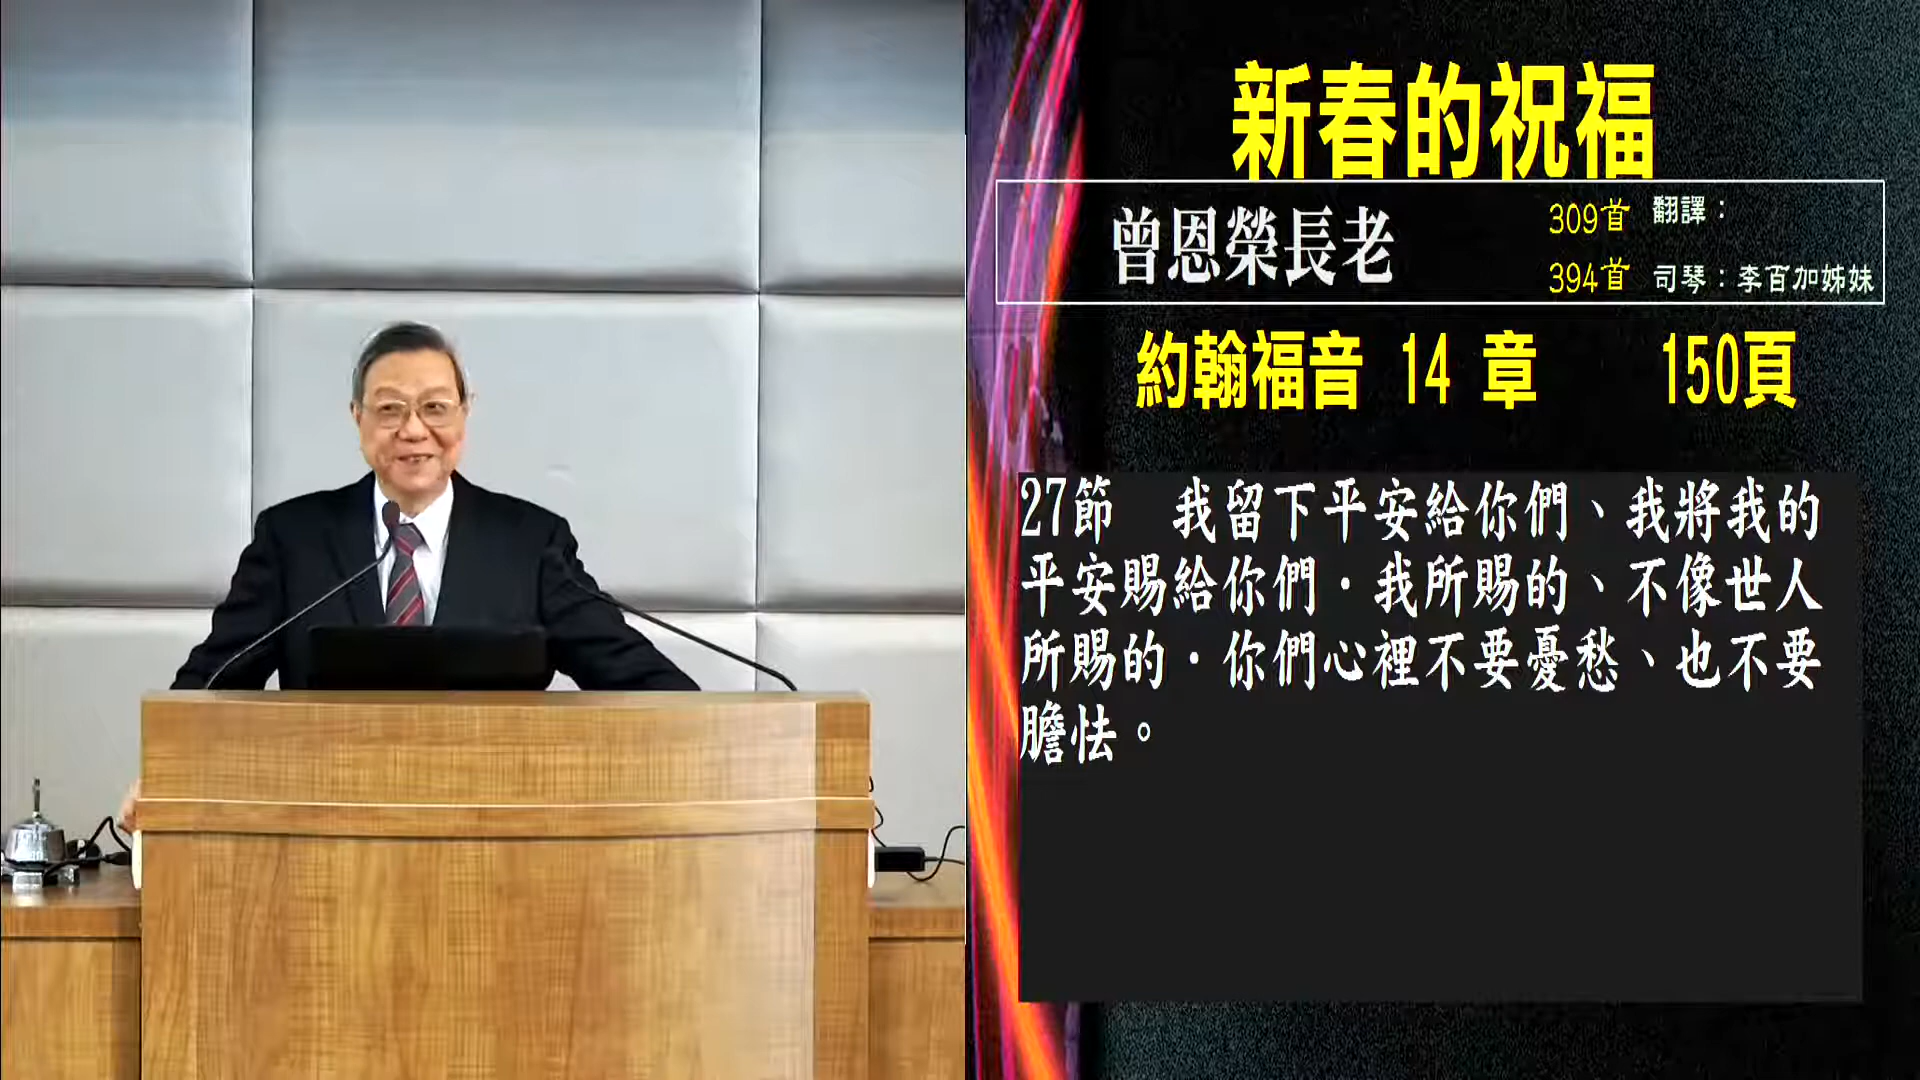 新春的祝福
曾恩榮長老
309首 翻譯：
394首 司琴：李百加姊妹
約翰福音 14 章 150頁
27節 我留下平安給你們、我將我的
平安賜給你們．我所賜的、不像世人
所賜的．你們心裡不要憂愁、也不要
膽怯。